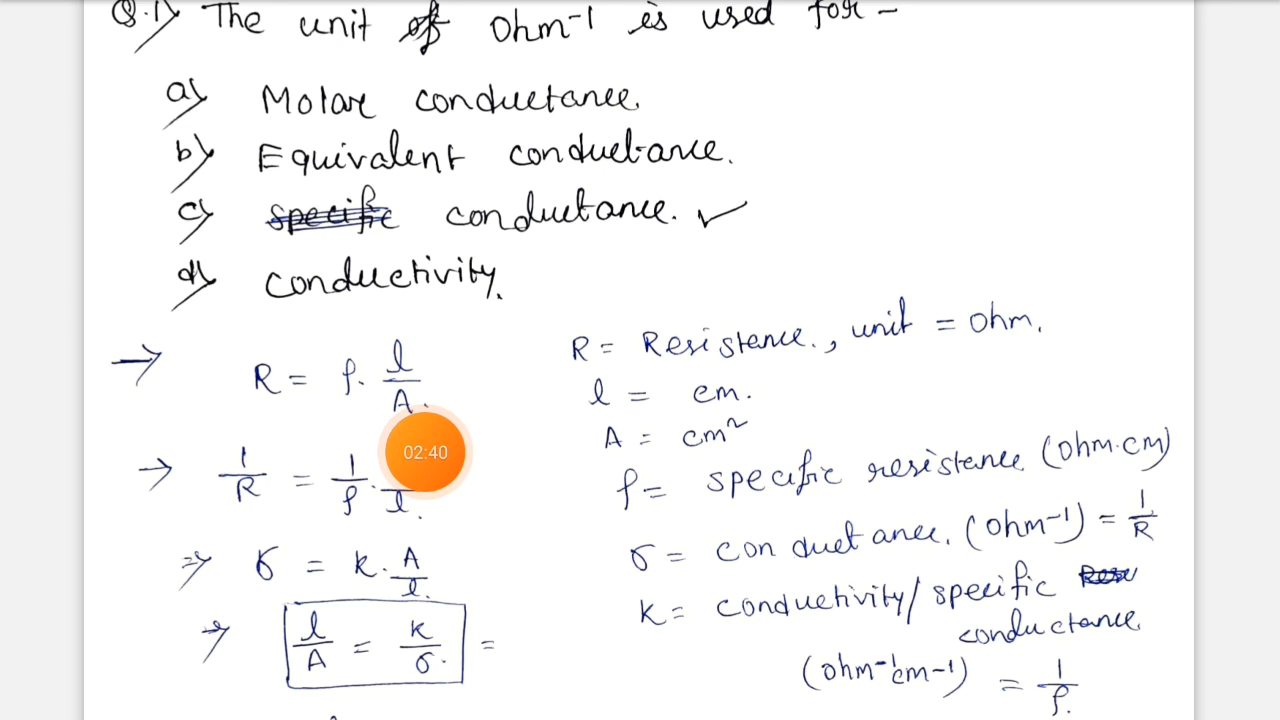 Q.1) The unit of Ohm-1 is used for -
a) Molar conductance.
b) Equivalent conductance.
c) specific conductance. ✓
d) conductivity.
→ R = ρ. l/A.
→ 1/R = 1/ρ. /l.
⇒ σ = k. A/l.
⇒ l/A = k/σ. =
R = Resistence., unit = ohm.
l = cm.
A = cm²
ρ = specific resistence (ohm.cm)
σ = conductance. (ohm-1) = 1/R
k = conductivity/specific
conductance
(ohm-1cm-1) = 1/ρ.
02:40